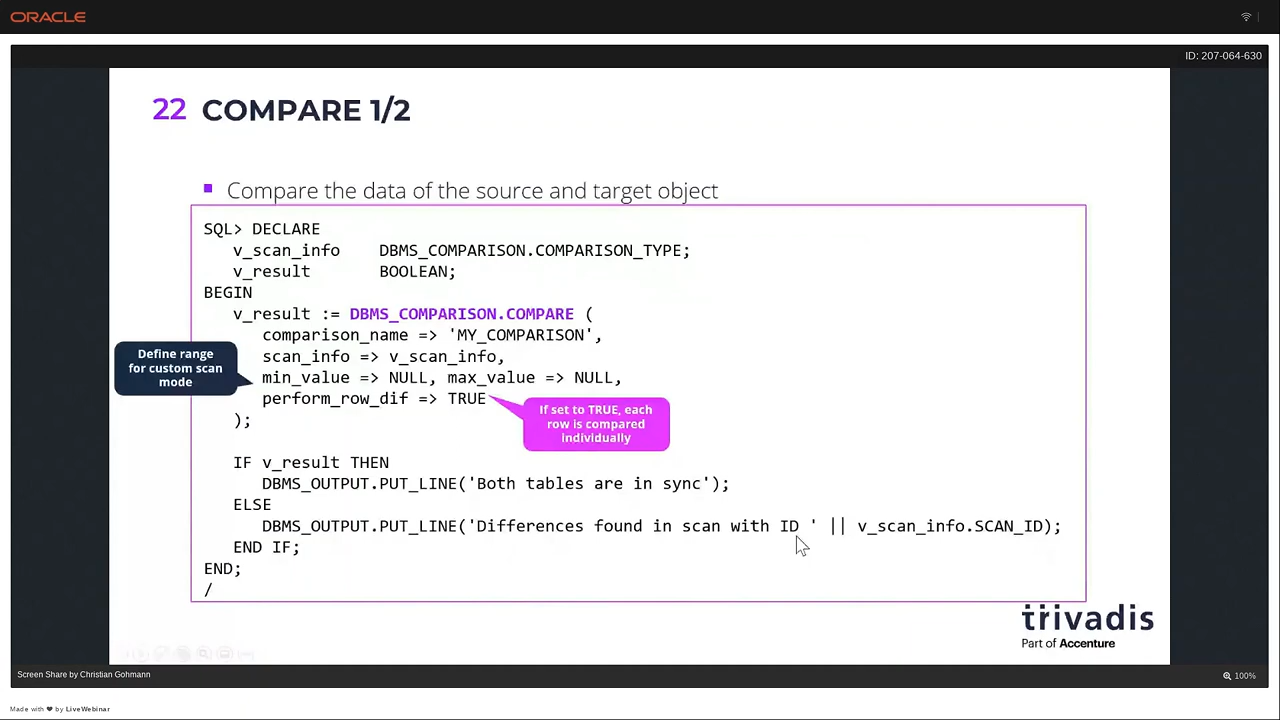 ORACLE
ID: 207-064-630
22 COMPARE 1/2
Compare the data of the source and target object
SQL> DECLARE
v_scan_info DBMS_COMPARISON.COMPARISON_TYPE;
v_result BOOLEAN;
BEGIN
v_result := DBMS_COMPARISON.COMPARE (
comparison_name => 'MY_COMPARISON',
scan_info => v_scan_info,
min_value => NULL, max_value => NULL,
perform_row_dif => TRUE
);
Define range
for custom scan
mode
If set to TRUE, each
row is compared
individually
IF v_result THEN
DBMS_OUTPUT.PUT_LINE('Both tables are in sync');
ELSE
DBMS_OUTPUT.PUT_LINE('Differences found in scan with ID ' || v_scan_info.SCAN_ID);
END IF;
END;
/
trivadis
Part of Accenture
Screen Share by Christian Gohmann
100%
Made with ❤ by LiveWebinar